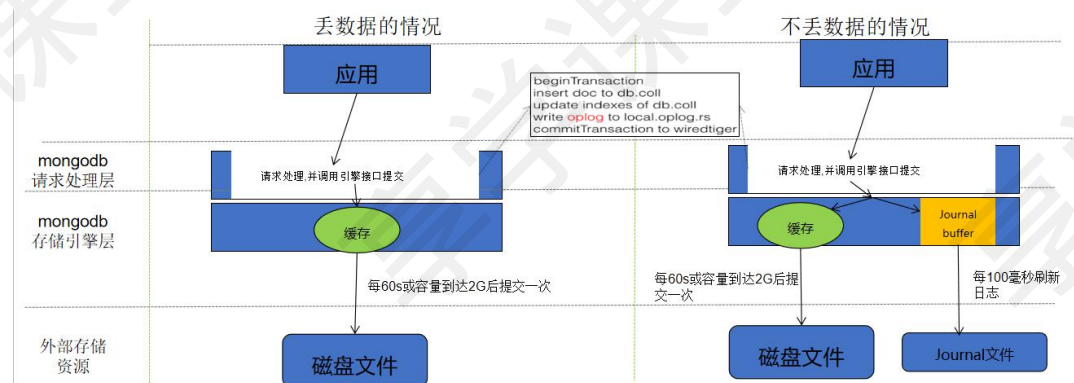 丢数据的情况
不丢数据的情况
应用
应用
beginTransaction
insert doc to db.coll
update indexes of db.coll
write oplog to local.oplog.rs
commitTransaction to wiredtiger
mongodb
请求处理层
请求处理,并调用引擎接口提交
请求处理,并调用引擎接口提交
mongodb
存储引擎层
缓存
缓存
Journal
buffer
每60s或容量到达2G后提交一次
每60s或容量到达2G后提
交一次
每100毫秒刷新
日志
外部存储
资源
磁盘文件
磁盘文件
Journal文件
享学课